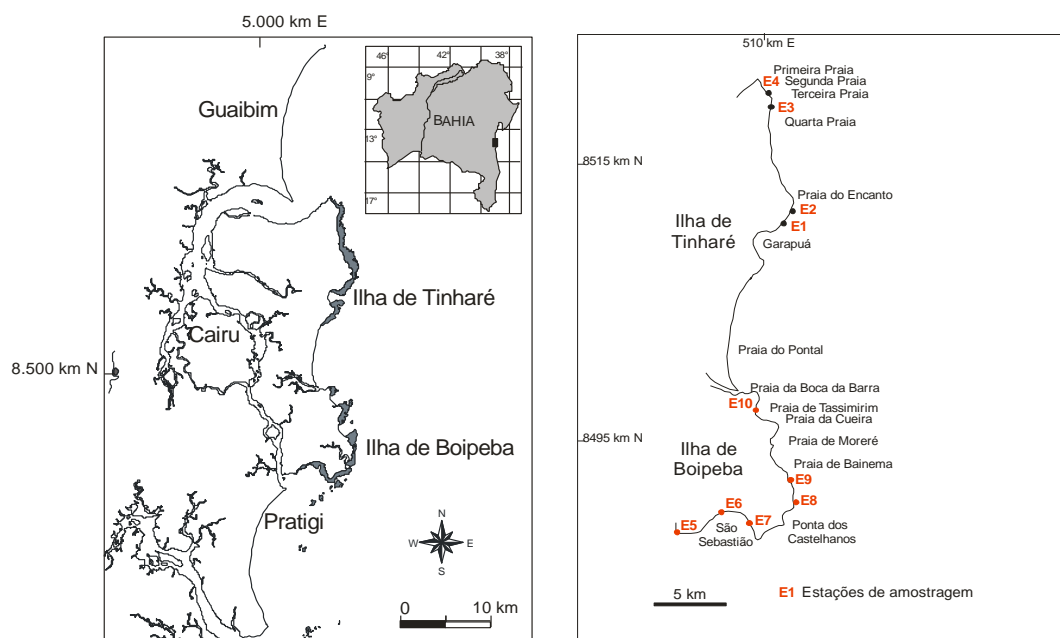 5.000 km E
46°
42°
38°
9°
BAHIA
13°
17°
Guaibim
Ilha de Tinharé
Cairu
8.500 km N
Ilha de Boipeba
Pratigi
N
W
E
S
0
10 km
510 km E
Primeira Praia
E4
Segunda Praia
Terceira Praia
E3
Quarta Praia
8515 km N
Praia do Encanto
E2
Ilha de
Tinharé
E1
Garapuá
Praia do Pontal
Praia da Boca da Barra
E10
Praia de Tassimirim
Praia da Cueira
8495 km N
Praia de Moreré
Ilha de
Boipeba
Praia de Bainema
E9
E8
E6
E5
São
Sebastião
E7
Ponta dos
Castelhanos
5 km
E1 Estações de amostragem